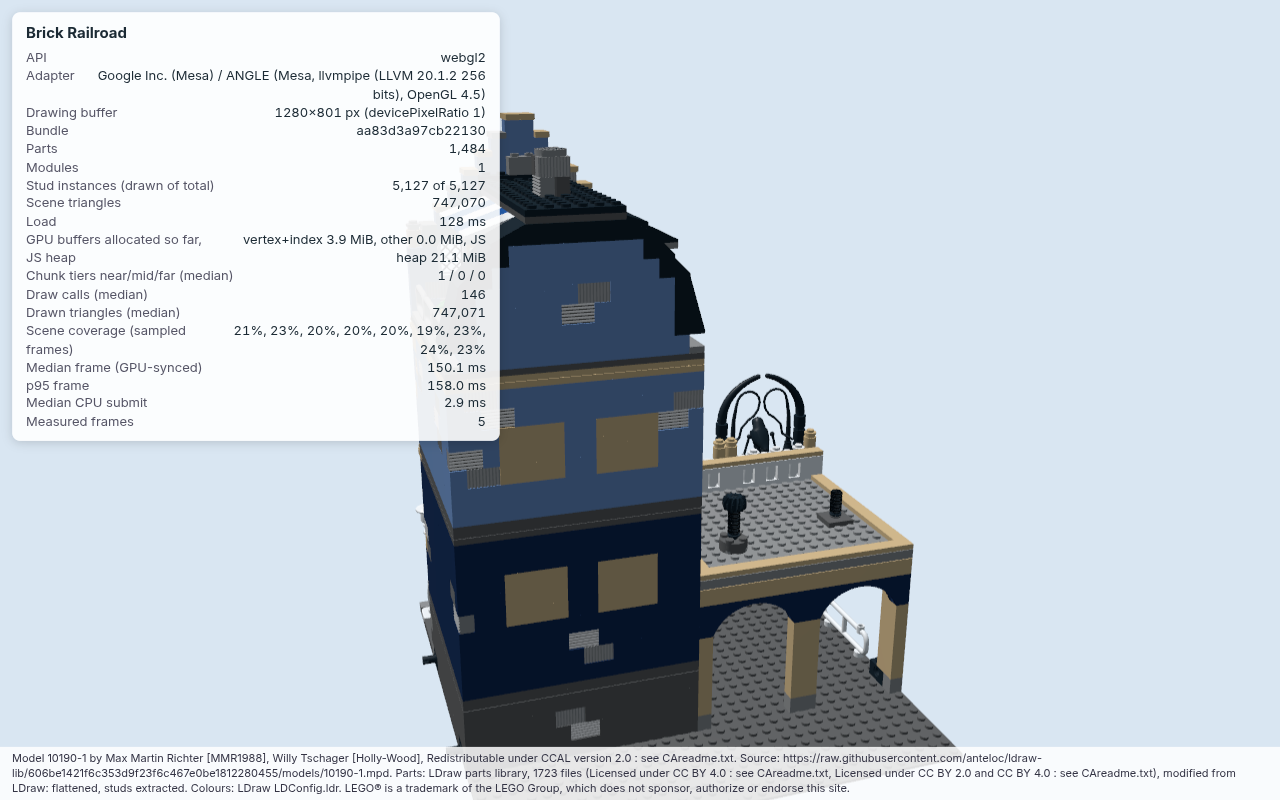 Brick Railroad
API webgl2
Adapter Google Inc. (Mesa) / ANGLE (Mesa, llvmpipe (LLVM 20.1.2 256
bits), OpenGL 4.5)
Drawing buffer 1280×801 px (devicePixelRatio 1)
Bundle aa83d3a97cb22130
Parts 1,484
Modules 1
Stud instances (drawn of total) 5,127 of 5,127
Scene triangles 747,070
Load 128 ms
GPU buffers allocated so far, vertex+index 3.9 MiB, other 0.0 MiB, JS
JS heap heap 21.1 MiB
Chunk tiers near/mid/far (median) 1 / 0 / 0
Draw calls (median) 146
Drawn triangles (median) 747,071
Scene coverage (sampled 21%, 23%, 20%, 20%, 20%, 19%, 23%,
frames) 24%, 23%
Median frame (GPU-synced) 150.1 ms
p95 frame 158.0 ms
Median CPU submit 2.9 ms
Measured frames 5
Model 10190-1 by Max Martin Richter [MMR1988], Willy Tschager [Holly-Wood], Redistributable under CCAL version 2.0 : see CAreadme.txt. Source: https://raw.githubusercontent.com/anteloc/ldraw-
lib/606be1421f6c353d9f23f6c467e0be1812280455/models/10190-1.mpd. Parts: LDraw parts library, 1723 files (Licensed under CC BY 4.0 : see CAreadme.txt, Licensed under CC BY 2.0 and CC BY 4.0 : see CAreadme.txt), modified from
LDraw: flattened, studs extracted. Colours: LDraw LDConfig.ldr. LEGO® is a trademark of the LEGO Group, which does not sponsor, authorize or endorse this site.